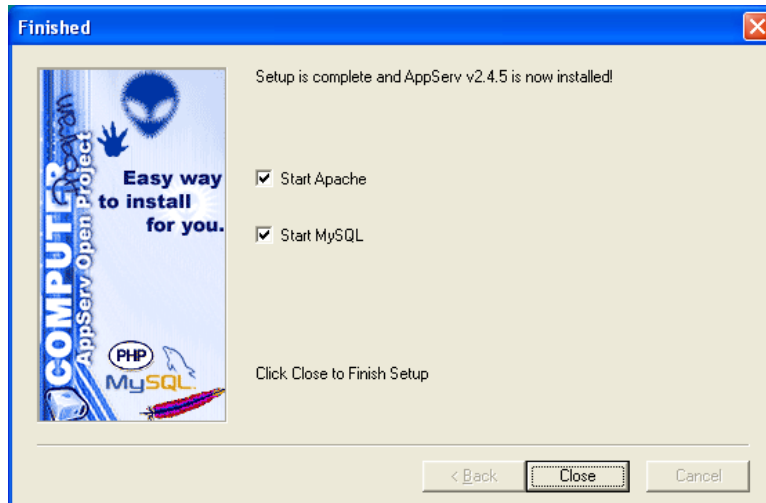 Finished
Setup is complete and AppServ v2.4.5 is now installed!
COMPUTER
Program
AppServ Open Project
Easy way
to install
for you.
Start Apache
Start MySQL
PHP
MySQL
Click Close to Finish Setup
< Back
Close
Cancel